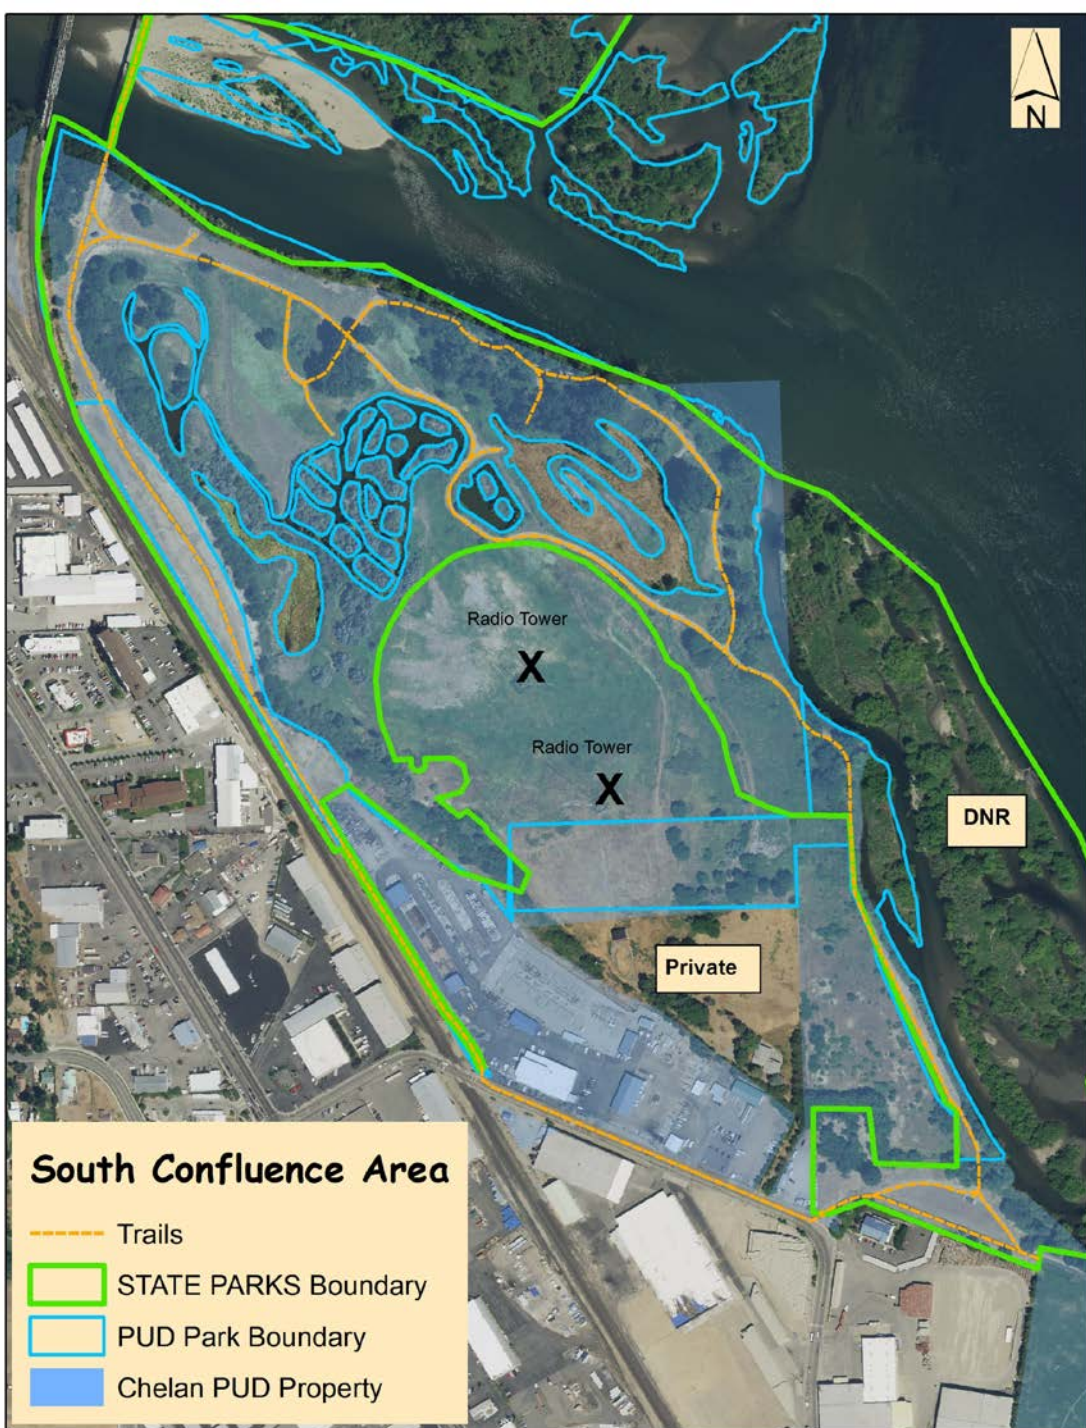 N
Radio Tower
X
Radio Tower
X
DNR
Private
South Confluence Area
Trails
STATE PARKS Boundary
PUD Park Boundary
Chelan PUD Property